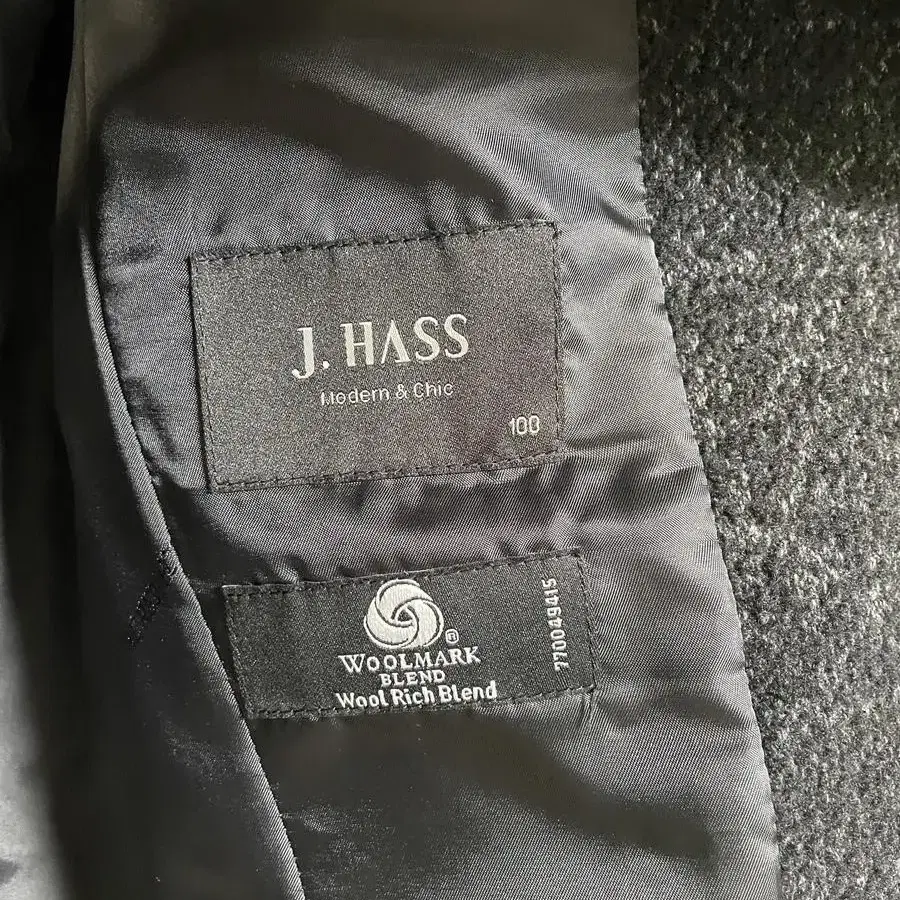 J. HASS
Modern & Chic
100
®
WOOLMARK
BLEND
Wool Rich Blend
770049415